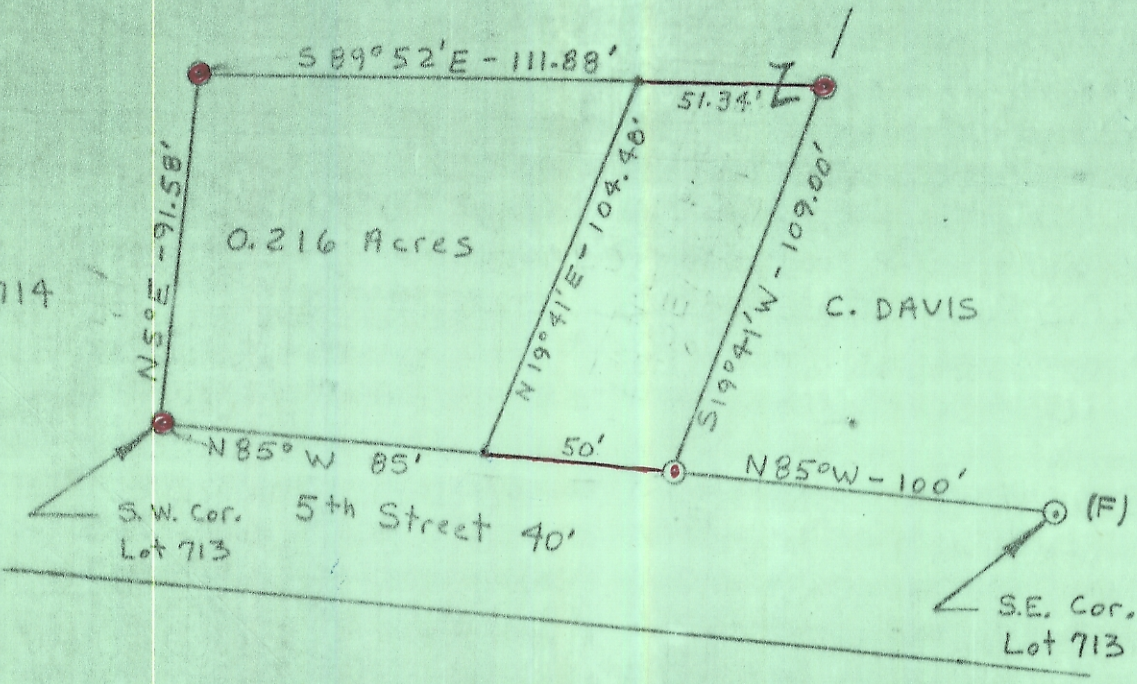 S 89° 52' E - 111.88'
51.34'
N 5° E - 91.58'
0.216 Acres
N 19° 41' E - 104.48'
S 19° 41' W - 109.00'
714
C. DAVIS
N 85° W 85'
50'
N 85° W - 100'
(F)
S. W. Cor.
Lot 713
5th Street 40'
S.E. Cor.
Lot 713